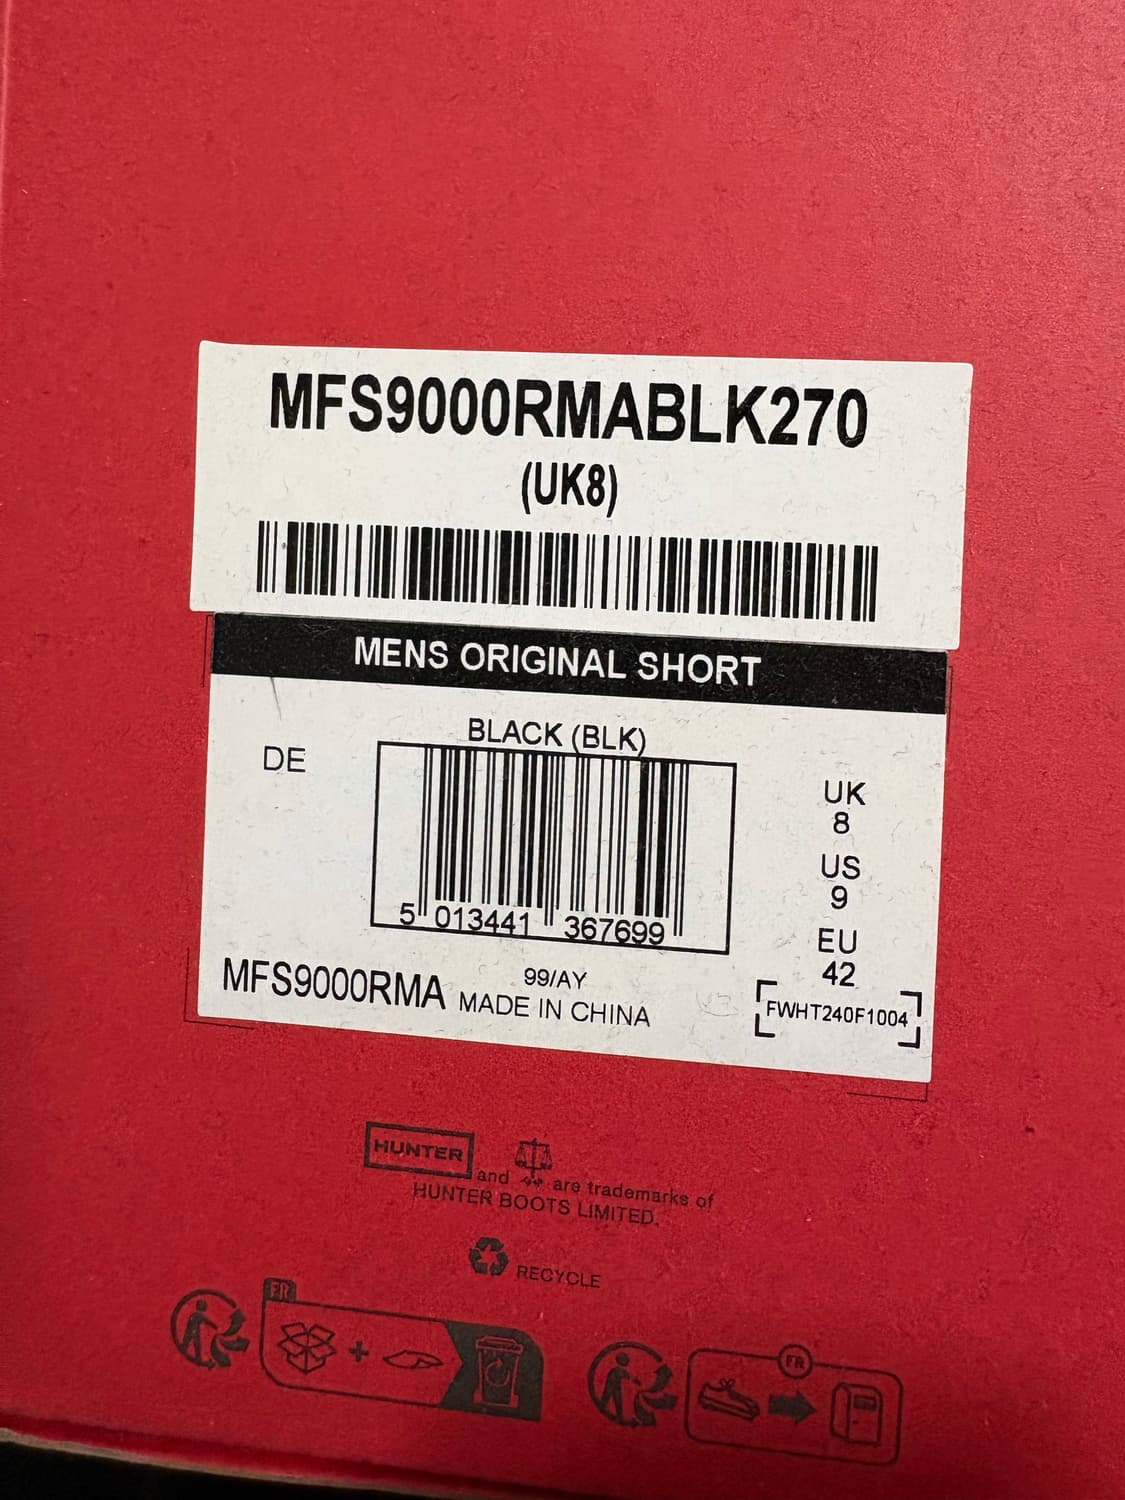 MFS9000RMABLK270
(UK8)
MENS ORIGINAL SHORT
BLACK (BLK)
DE
5 013441 367699
UK
8
US
9
EU
42
MFS9000RMA
99/AY
MADE IN CHINA
FWHT240F1004
HUNTER and are trademarks of
HUNTER BOOTS LIMITED.
RECYCLE
FR
FR